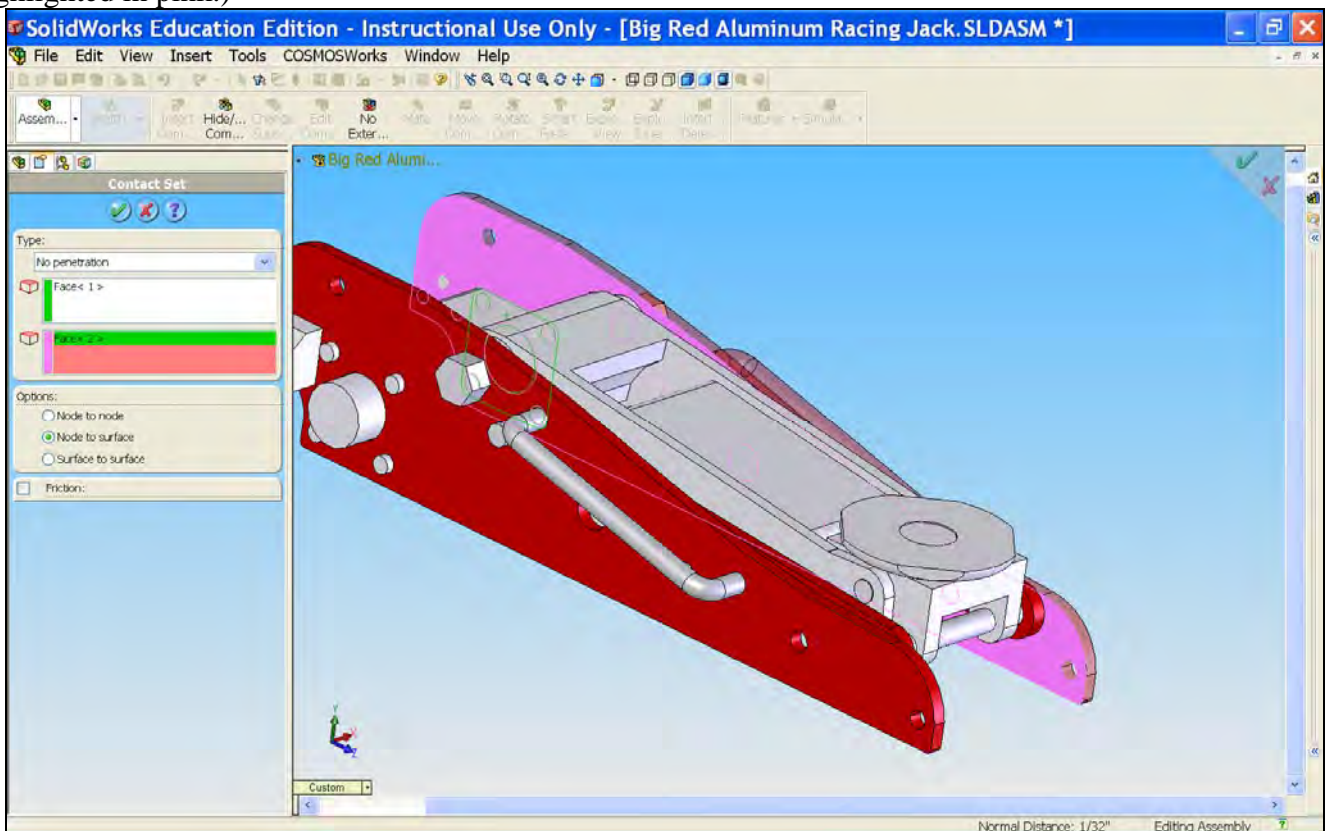 SolidWorks Education Edition - Instructional Use Only - [Big Red Aluminum Racing Jack.SLDASM *]
File Edit View Insert Tools COSMOSWorks Window Help
Assem... Hide/... Edit No
Com... Exter...
Big Red Alumi...
Contact Set
Type:
No penetration
Face< 1 >
Face< 2 >
Options:
Node to node
Node to surface
Surface to surface
Friction:
Custom
Normal Distance: 1/32" Editing Assembly